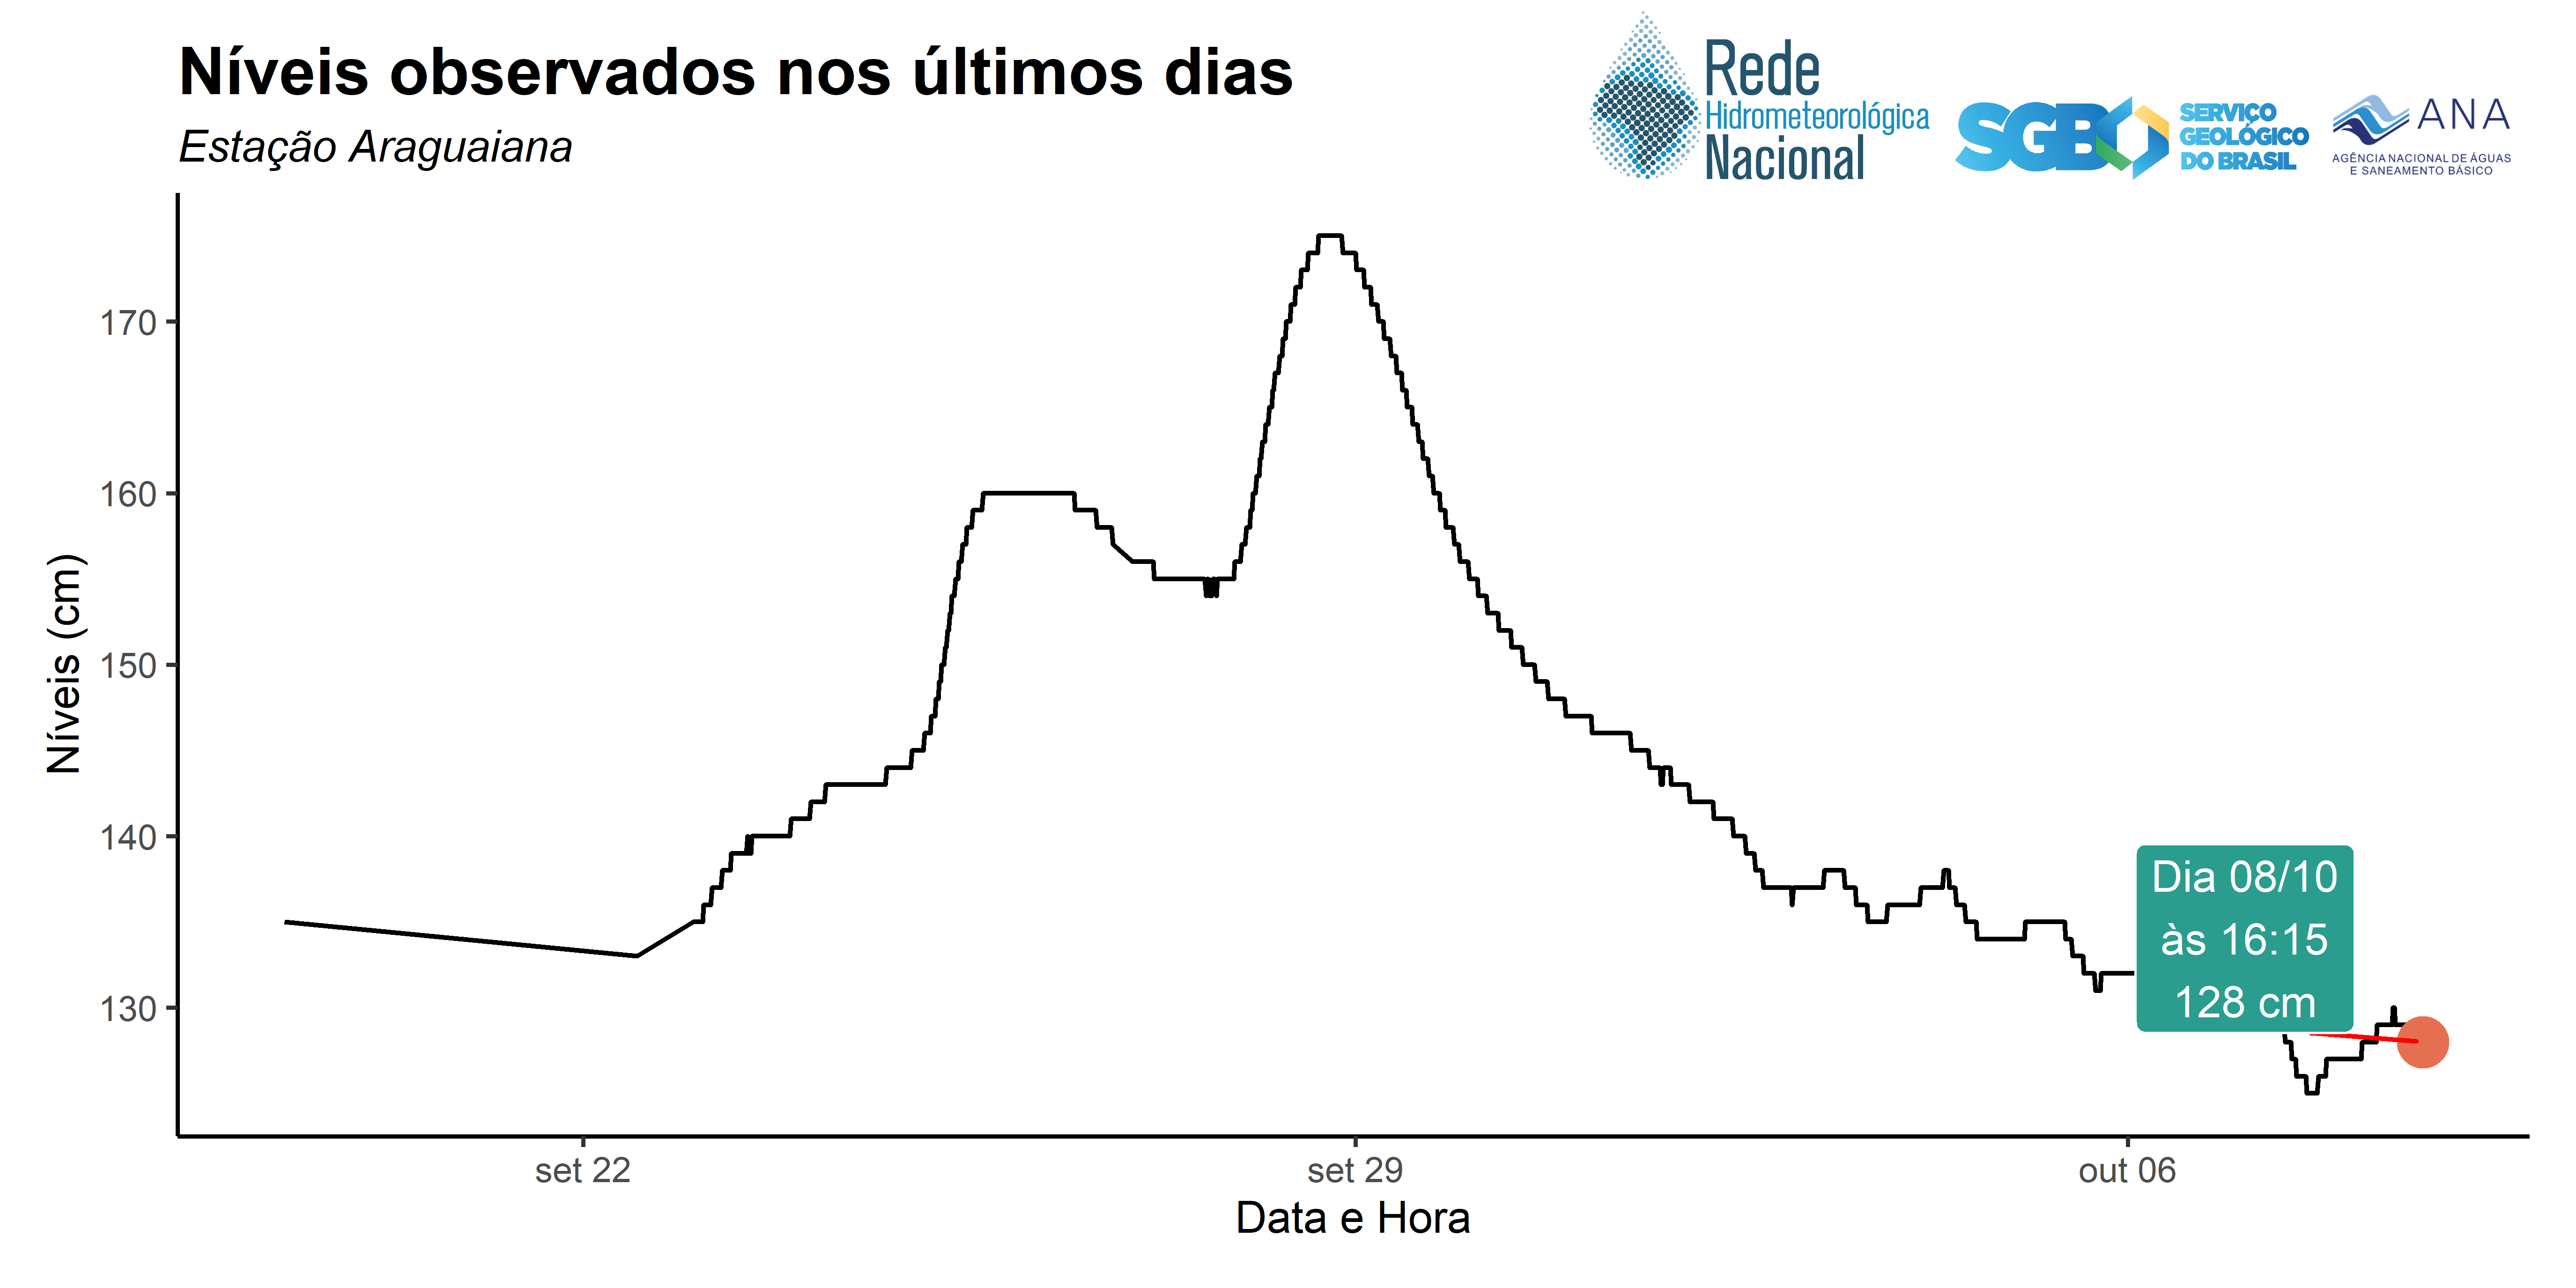 Níveis observados nos últimos dias
Estação Araguaiana
Rede
Hidrometeorológica
Nacional
SGB
SERVIÇO
GEOLÓGICO
DO BRASIL
ANA
AGÊNCIA NACIONAL DE ÁGUAS
E SANEAMENTO BÁSICO
Níveis (cm)
170
160
150
140
130
Dia 08/10
às 16:15
128 cm
set 22
set 29
out 06
Data e Hora